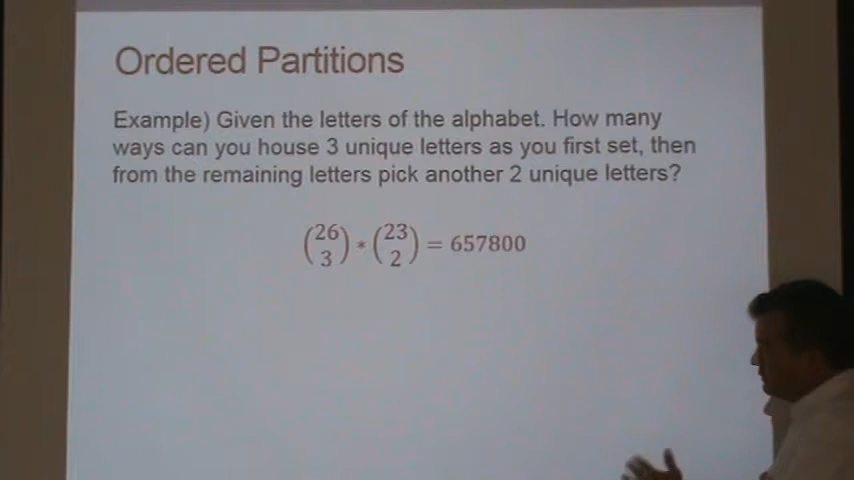 Ordered Partitions
Example) Given the letters of the alphabet. How many
ways can you house 3 unique letters as you first set, then
from the remaining letters pick another 2 unique letters?
(26 3) * (23 2) = 657800